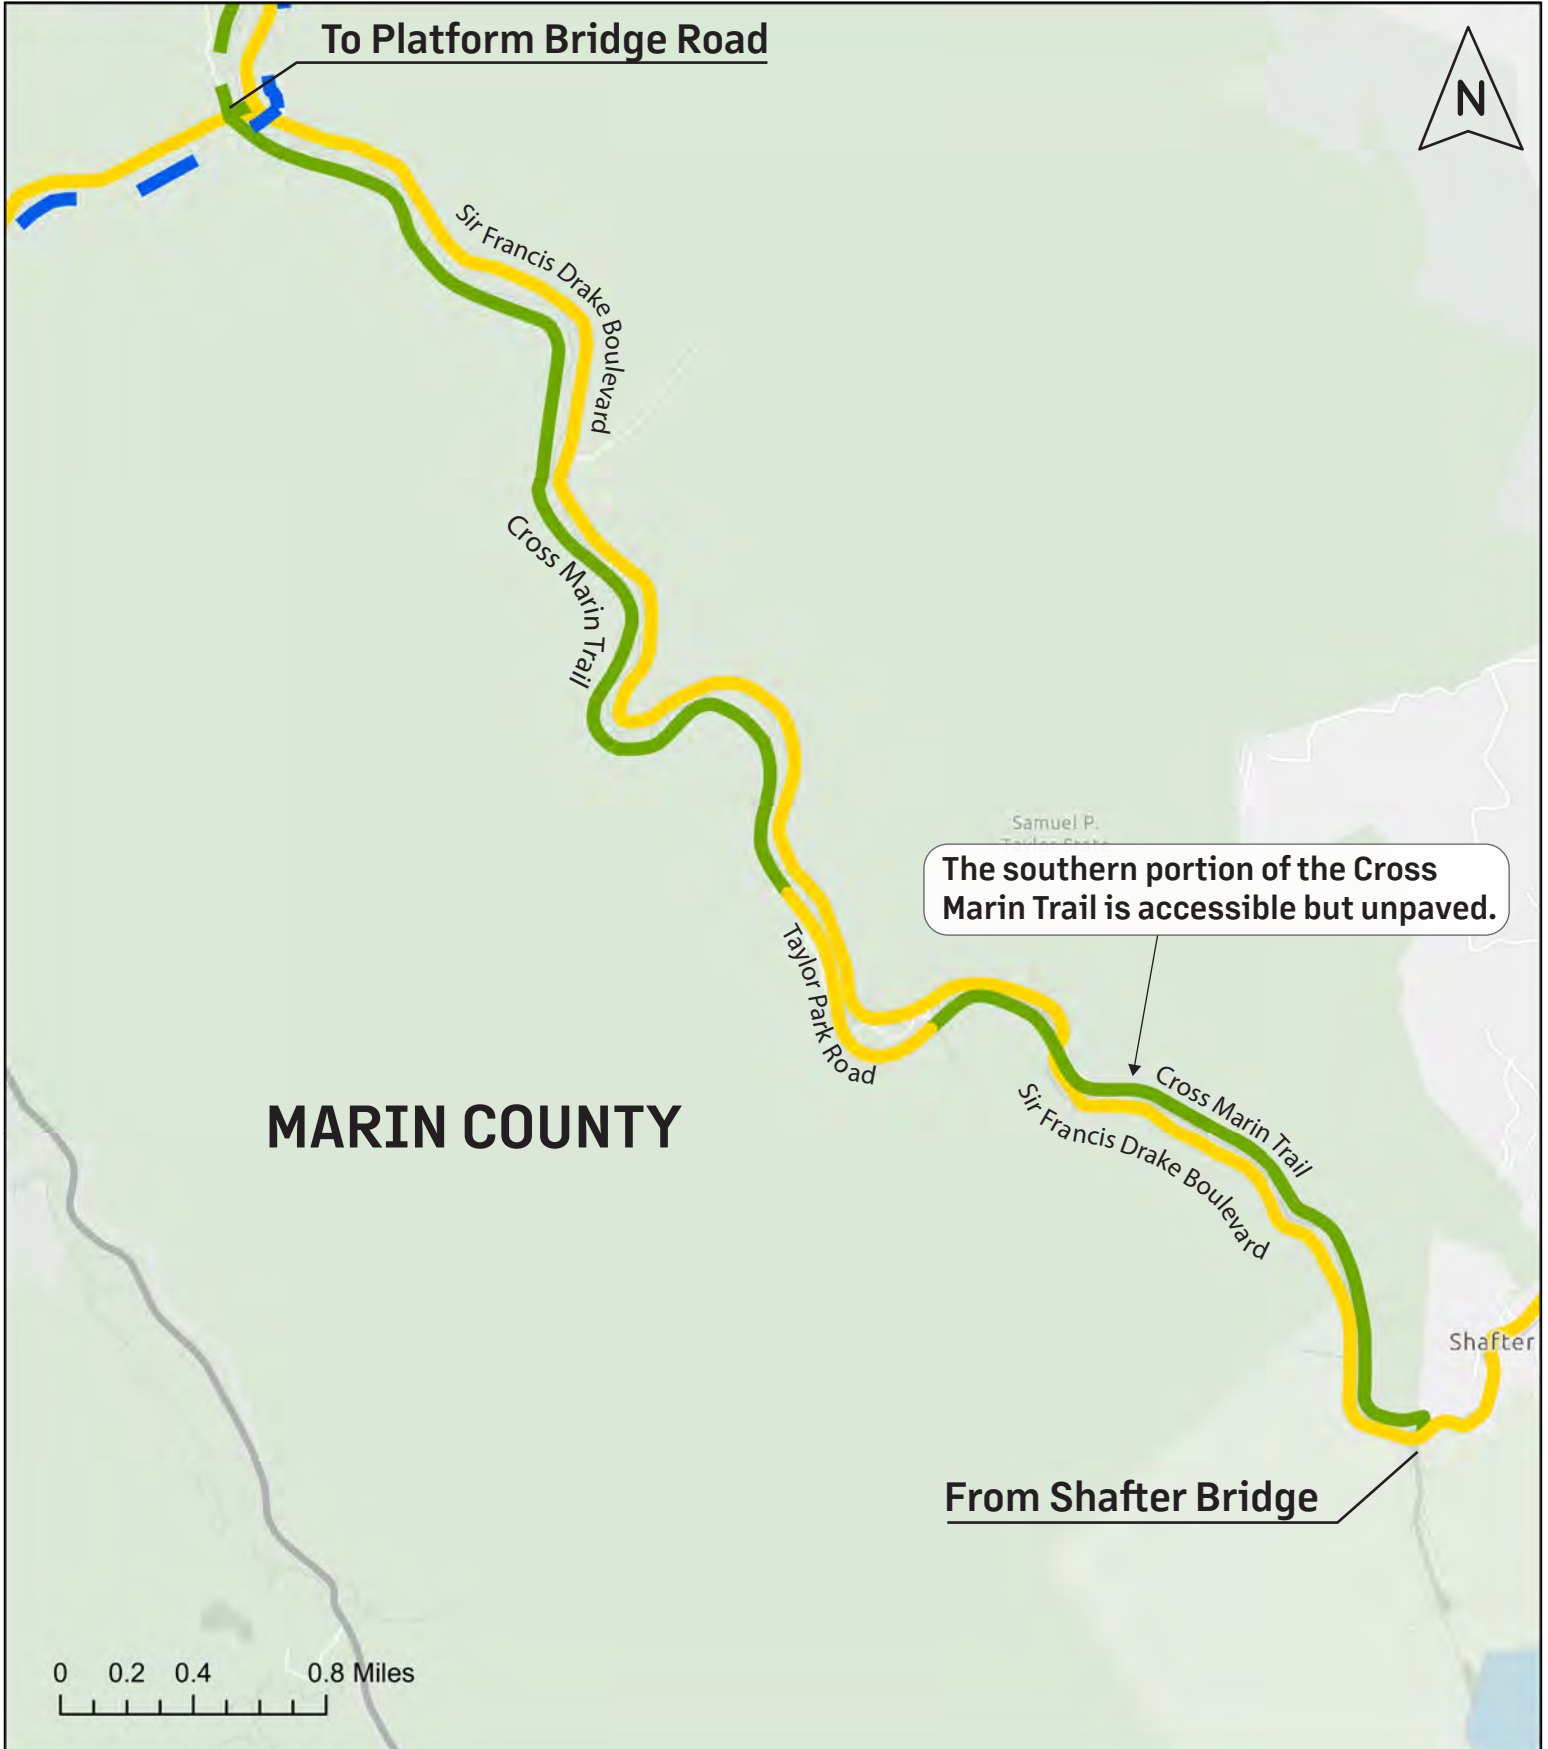 To Platform Bridge Road
N
Sir Francis Drake Boulevard
Cross Marin Trail
Samuel P.
Taylor State
The southern portion of the Cross
Marin Trail is accessible but unpaved.
Taylor Park Road
Cross Marin Trail
Sir Francis Drake Boulevard
MARIN COUNTY
Shafter
From Shafter Bridge
0 0.2 0.4 0.8 Miles